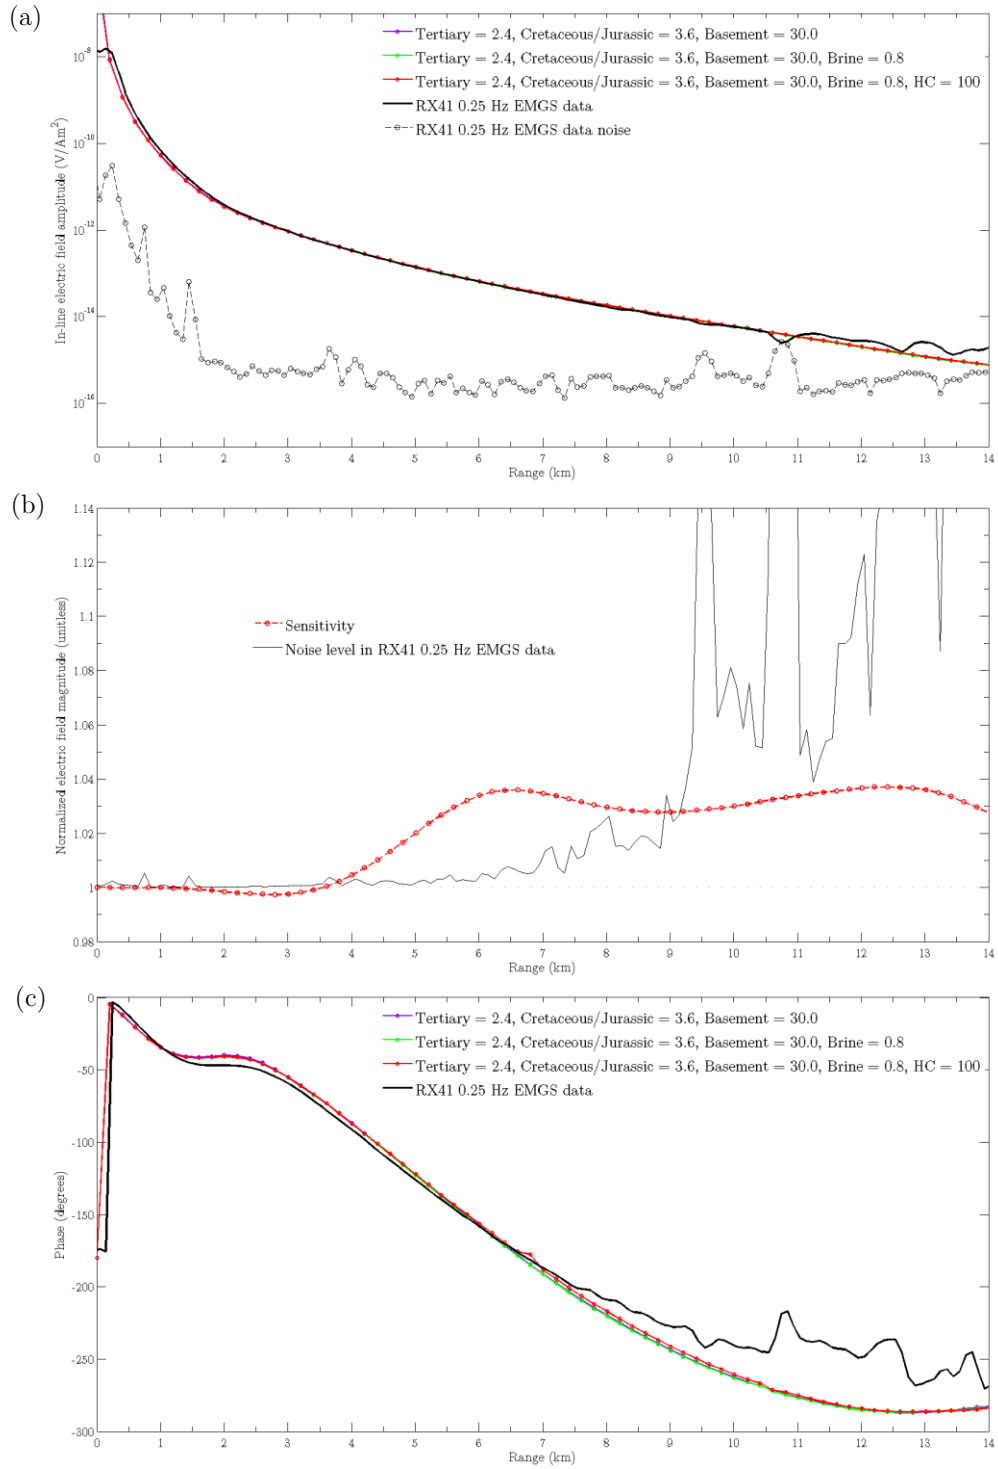 (a)
Tertiary = 2.4, Cretaceous/Jurassic = 3.6, Basement = 30.0
Tertiary = 2.4, Cretaceous/Jurassic = 3.6, Basement = 30.0, Brine = 0.8
Tertiary = 2.4, Cretaceous/Jurassic = 3.6, Basement = 30.0, Brine = 0.8, HC = 100
RX41 0.25 Hz EMGS data
RX41 0.25 Hz EMGS data noise
In-line electric field amplitude (V/Am²)
10⁻⁸
10⁻¹⁰
10⁻¹²
10⁻¹⁴
10⁻¹⁶
0 1 2 3 4 5 6 7 8 9 10 11 12 13 14
Range (km)
(b)
Normalized electric field magnitude (unitless)
1.14
1.12
1.1
1.08
1.06
1.04
1.02
1
0.98
Sensitivity
Noise level in RX41 0.25 Hz EMGS data
0 1 2 3 4 5 6 7 8 9 10 11 12 13 14
Range (km)
(c)
Tertiary = 2.4, Cretaceous/Jurassic = 3.6, Basement = 30.0
Tertiary = 2.4, Cretaceous/Jurassic = 3.6, Basement = 30.0, Brine = 0.8
Tertiary = 2.4, Cretaceous/Jurassic = 3.6, Basement = 30.0, Brine = 0.8, HC = 100
RX41 0.25 Hz EMGS data
Phase (degrees)
0
-50
-100
-150
-200
-250
-300
0 1 2 3 4 5 6 7 8 9 10 11 12 13 14
Range (km)